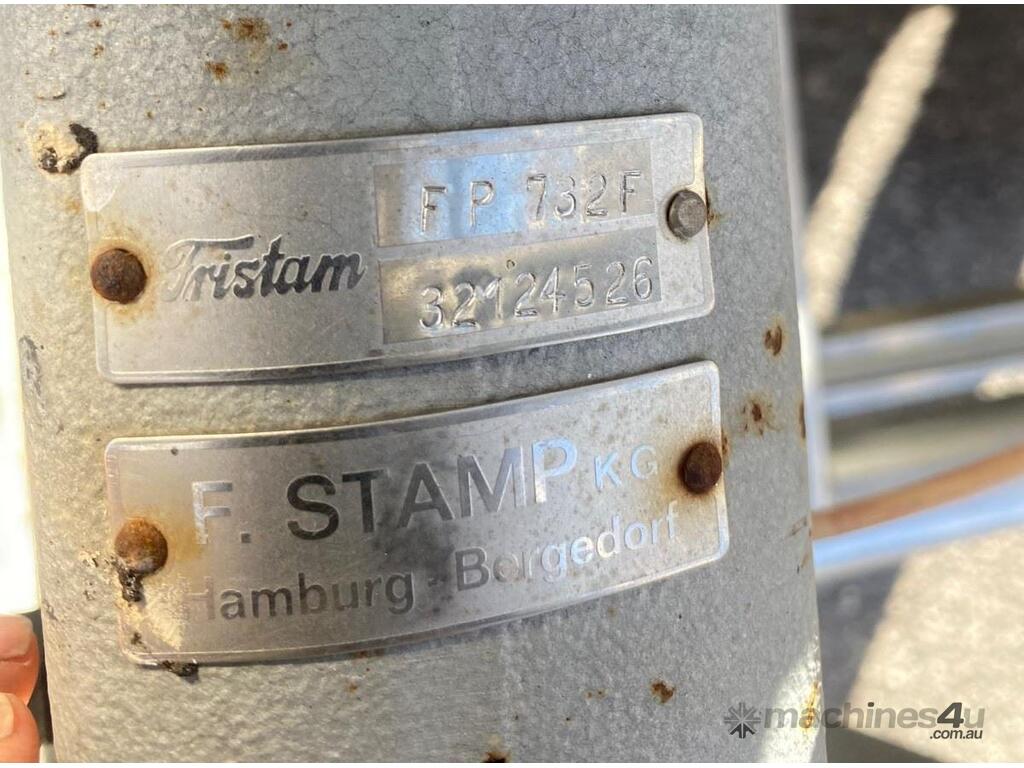 Tristam
FP 732F
32124526
F. STAMP KG
Hamburg - Bergedorf
machines4u
.com.au